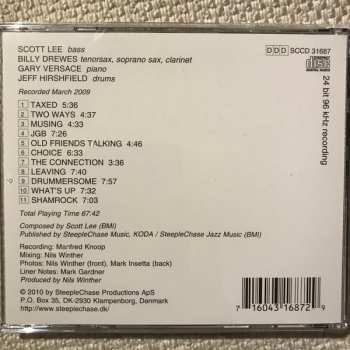 SCOTT LEE bass
BILLY DREWES tenorsax, soprano sax, clarinet
GARY VERSACE piano
JEFF HIRSHFIELD drums
DDD SCCD 31687
COMPACT
disc
DIGITAL AUDIO
24 bit 96 kHz recording
Recorded March 2009
1 TAXED 5:36
2 TWO WAYS 4:37
3 MUSING 4:43
4 JGB 7:26
5 OLD FRIENDS TALKING 4:46
6 CHOICE 6:33
7 THE CONNECTION 3:36
8 LEAVING 7:40
9 DRUMMERSOME 7:57
10 WHAT'S UP 7:32
11 SHAMROCK 7:03
Total Playing Time 67:42
Composed by Scott Lee (BMI)
Published by SteepleChase Music, KODA / SteepleChase Jazz Music (BMI)
Recording: Manfred Knoop
Mixing: Nils Winther
Photos: Nils Winther (front), Mark Insetta (back)
Liner Notes: Mark Gardner
Produced by Nils Winther
© 2010 by SteepleChase Productions ApS
P.O. Box 35, DK-2930 Klampenborg, Denmark
http://www.steeplechase.dk/
7 16043 16872 9